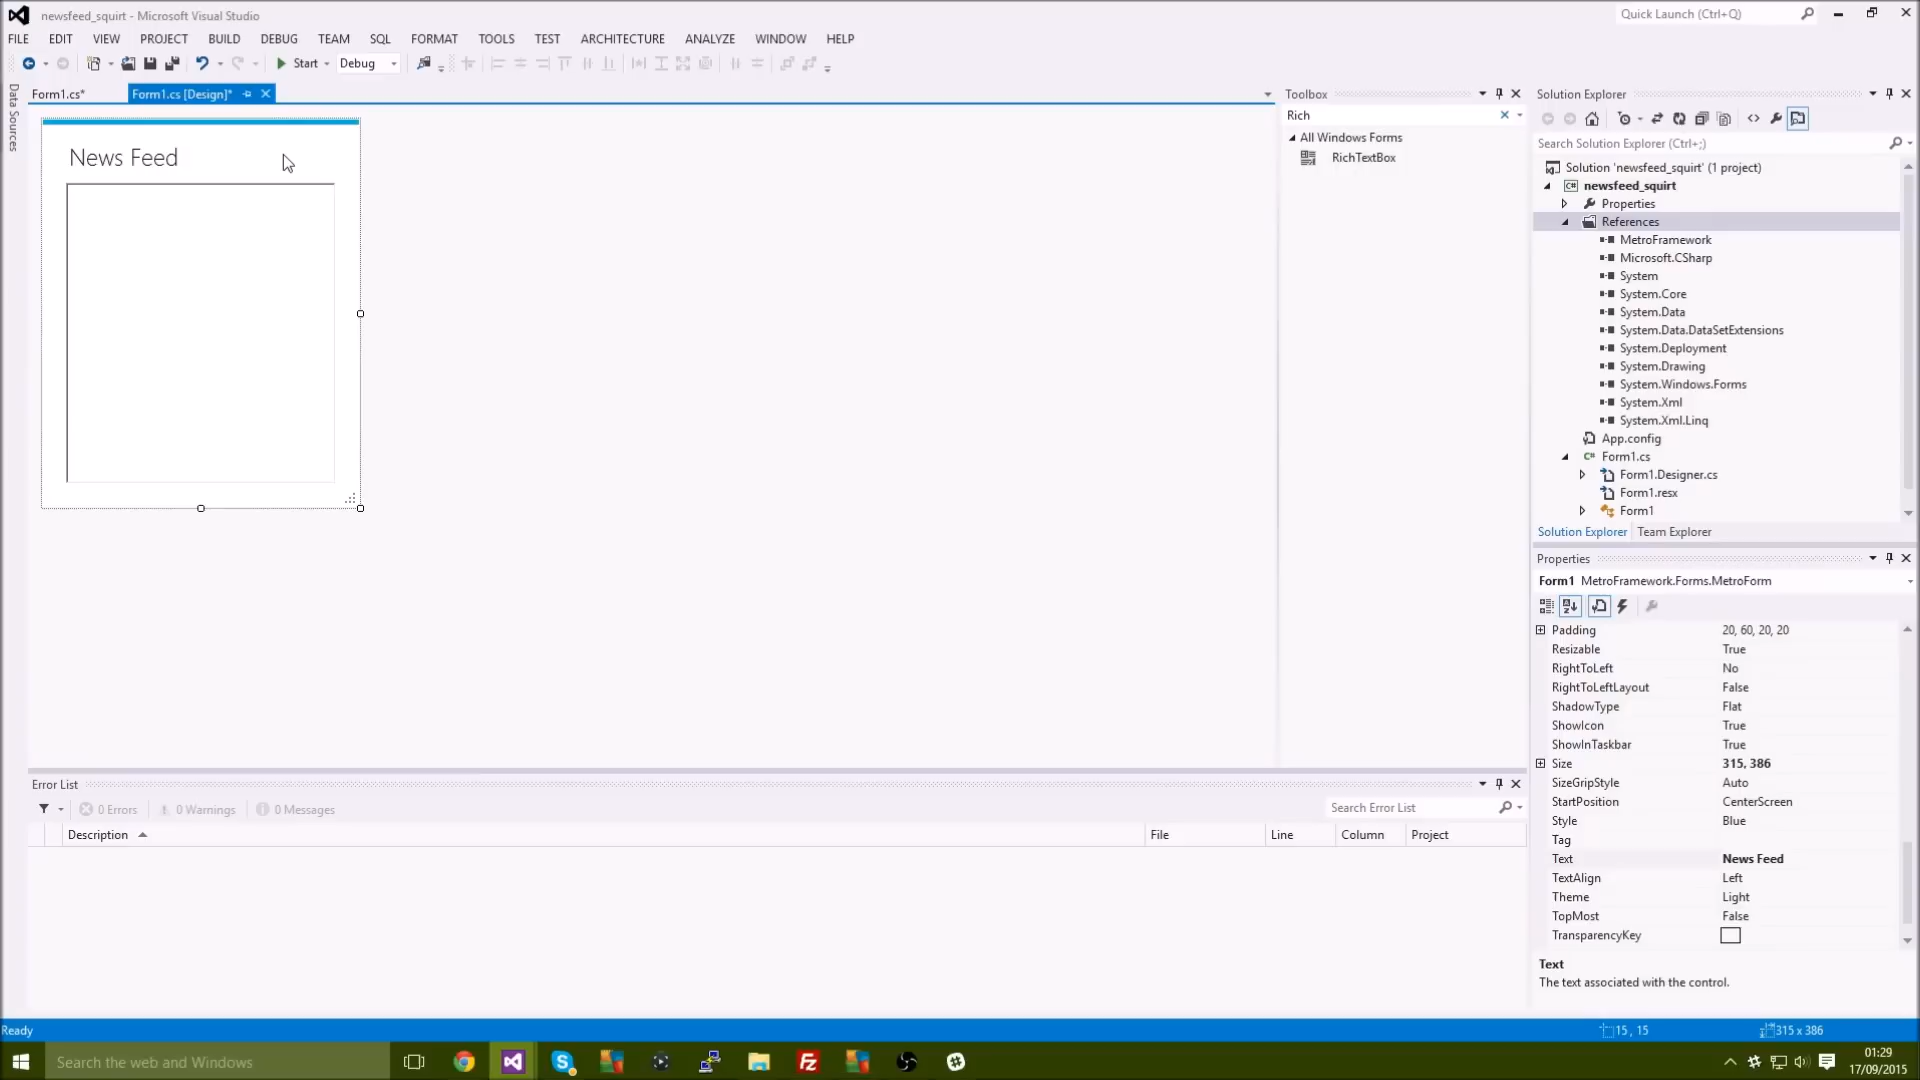 newsfeed_squirt - Microsoft Visual Studio
Quick Launch (Ctrl+Q)
FILE EDIT VIEW PROJECT BUILD DEBUG TEAM SQL FORMAT TOOLS TEST ARCHITECTURE ANALYZE WINDOW HELP
Start Debug
Data Sources
Form1.cs*
Form1.cs [Design]*
News Feed
Toolbox
Rich
All Windows Forms
RichTextBox
Solution Explorer
Search Solution Explorer (Ctrl+;)
Solution 'newsfeed_squirt' (1 project)
newsfeed_squirt
Properties
References
MetroFramework
Microsoft.CSharp
System
System.Core
System.Data
System.Data.DataSetExtensions
System.Deployment
System.Drawing
System.Windows.Forms
System.Xml
System.Xml.Linq
App.config
Form1.cs
Form1.Designer.cs
Form1.resx
Form1
Solution Explorer Team Explorer
Properties
Form1 MetroFramework.Forms.MetroForm
Padding 20, 60, 20, 20
Resizable True
RightToLeft No
RightToLeftLayout False
ShadowType Flat
ShowIcon True
ShowInTaskbar True
Size 315, 386
SizeGripStyle Auto
StartPosition CenterScreen
Style Blue
Tag
Text News Feed
TextAlign Left
Theme Light
TopMost False
TransparencyKey
Text
The text associated with the control.
Error List
0 Errors 0 Warnings 0 Messages
Search Error List
Description File Line Column Project
Ready
15 , 15
315 x 386
Search the web and Windows
01:29
17/09/2015